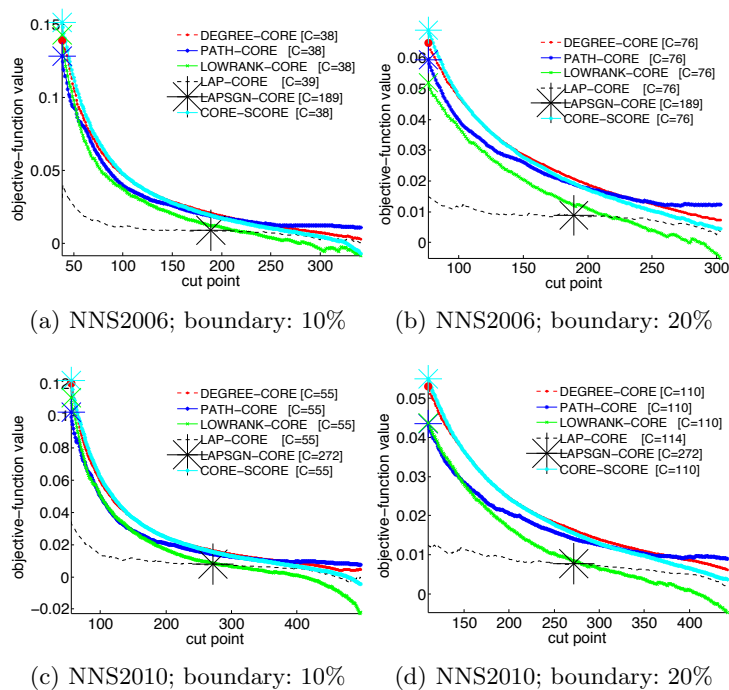 0.15
0.1
0.05
0
50 100 150 200 250 300
objective−function value
cut point
DEGREE−CORE [C=38]
PATH−CORE [C=38]
LOWRANK−CORE [C=38]
LAP−CORE [C=39]
LAPSGN−CORE [C=189]
CORE−SCORE [C=38]
(a) NNS2006; boundary: 10%
0.06
0.05
0.04
0.03
0.02
0.01
0
100 150 200 250 300
objective−function value
cut point
DEGREE−CORE [C=76]
PATH−CORE [C=76]
LOWRANK−CORE [C=76]
LAP−CORE [C=76]
LAPSGN−CORE [C=189]
CORE−SCORE [C=76]
(b) NNS2006; boundary: 20%
0.12
0.1
0.08
0.06
0.04
0.02
0
−0.02
100 200 300 400
objective−function value
cut point
DEGREE−CORE [C=55]
PATH−CORE [C=55]
LOWRANK−CORE [C=55]
LAP−CORE [C=55]
LAPSGN−CORE [C=272]
CORE−SCORE [C=55]
(c) NNS2010; boundary: 10%
0.05
0.04
0.03
0.02
0.01
0
150 200 250 300 350 400
objective−function value
cut point
DEGREE−CORE [C=110]
PATH−CORE [C=110]
LOWRANK−CORE [C=110]
LAP−CORE [C=114]
LAPSGN−CORE [C=272]
CORE−SCORE [C=110]
(d) NNS2010; boundary: 20%